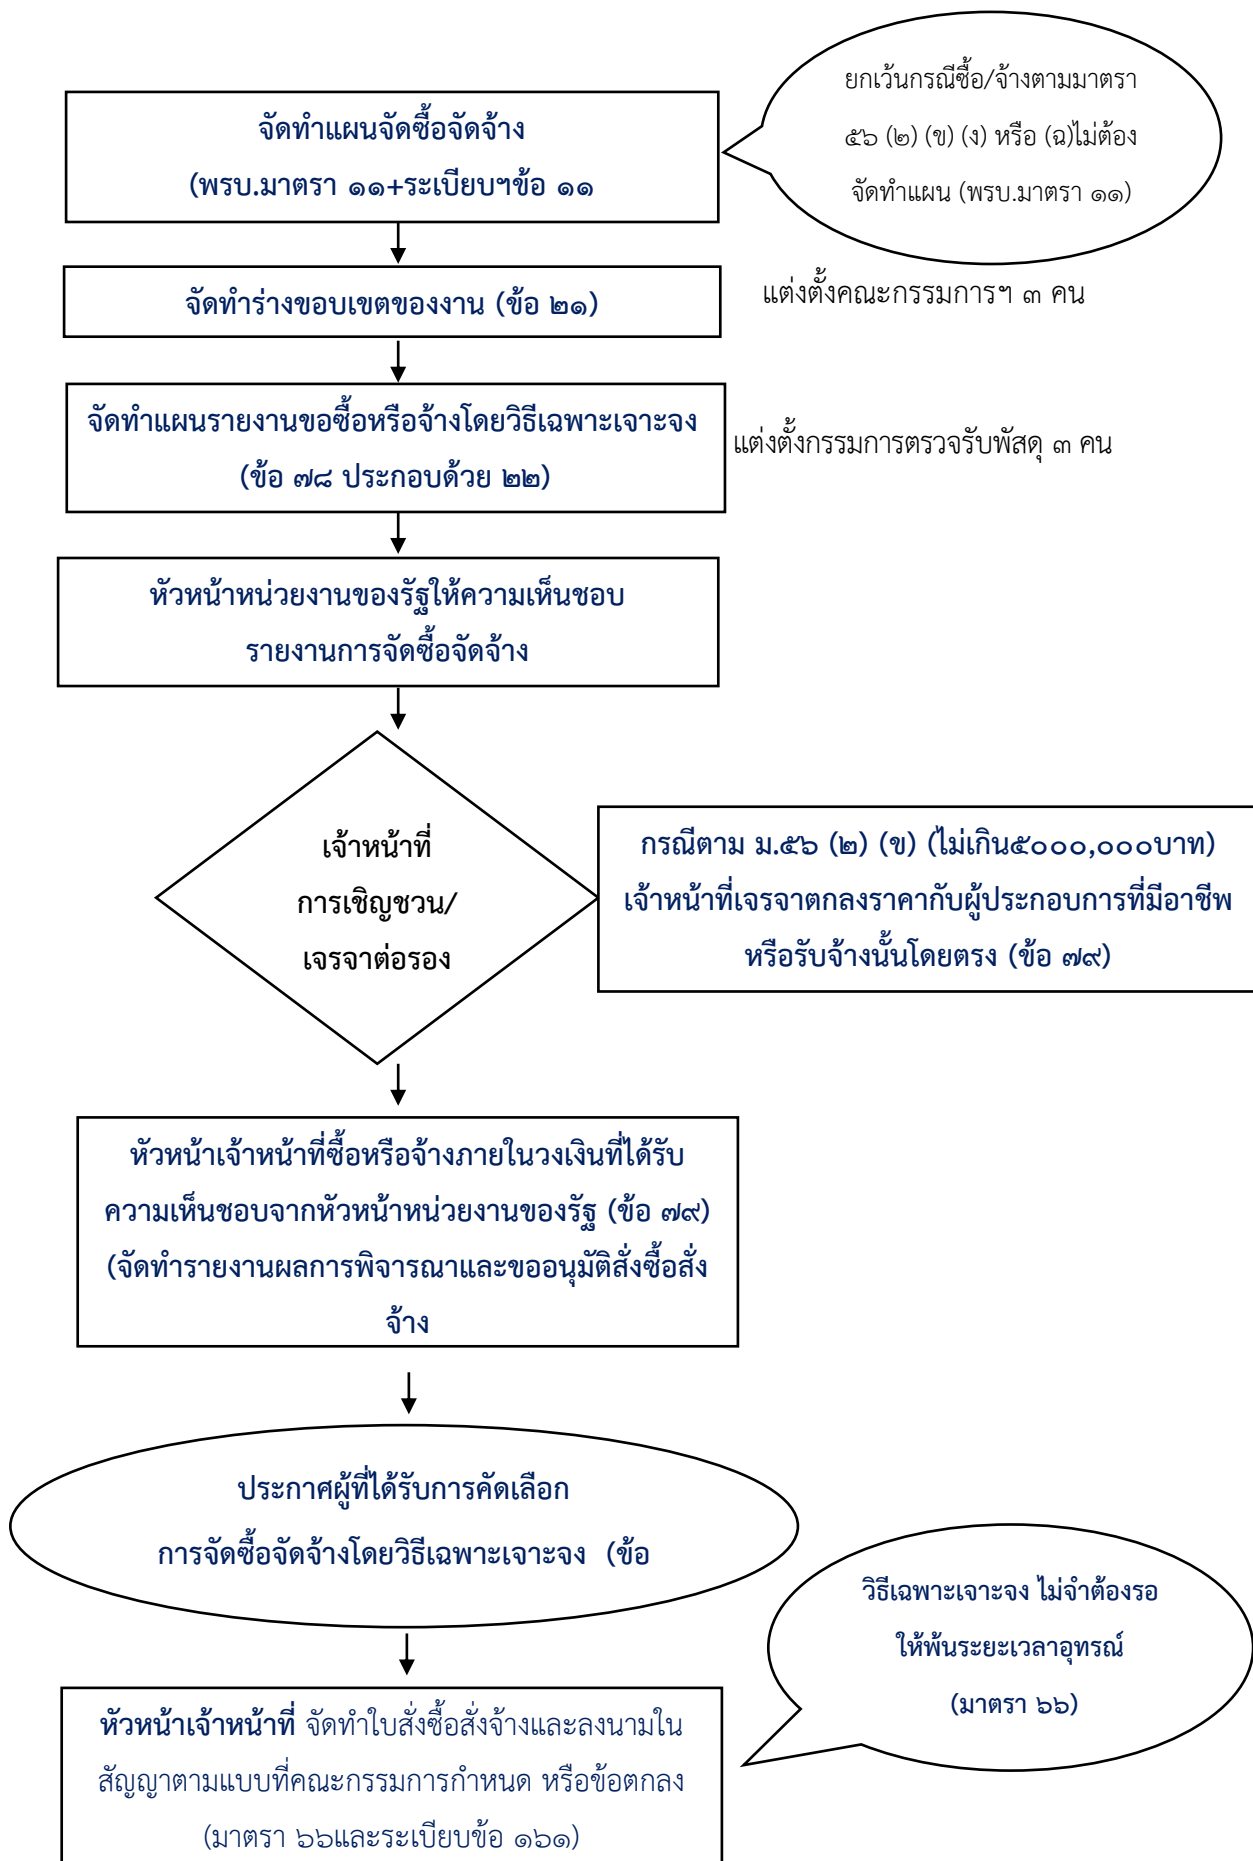 ยกเว้นกรณีซื้อ/จ้างตามมาตรา
๕๖ (๒) (ข) (ง) หรือ (ฉ)ไม่ต้อง
จัดทำแผน (พรบ.มาตรา ๑๑)
จัดทำแผนจัดซื้อจัดจ้าง
(พรบ.มาตรา ๑๑+ระเบียบฯข้อ ๑๑
จัดทำร่างขอบเขตของงาน (ข้อ ๒๑)
แต่งตั้งคณะกรรมการฯ ๓ คน
จัดทำแผนรายงานขอซื้อหรือจ้างโดยวิธีเฉพาะเจาะจง
(ข้อ ๗๘ ประกอบด้วย ๒๒)
แต่งตั้งกรรมการตรวจรับพัสดุ ๓ คน
หัวหน้าหน่วยงานของรัฐให้ความเห็นชอบ
รายงานการจัดซื้อจัดจ้าง
เจ้าหน้าที่
การเชิญชวน/
เจรจาต่อรอง
กรณีตาม ม.๕๖ (๒) (ข) (ไม่เกิน๕๐๐๐,๐๐๐บาท)
เจ้าหน้าที่เจรจาตกลงราคากับผู้ประกอบการที่มีอาชีพ
หรือรับจ้างนั้นโดยตรง (ข้อ ๗๙)
หัวหน้าเจ้าหน้าที่ซื้อหรือจ้างภายในวงเงินที่ได้รับ
ความเห็นชอบจากหัวหน้าหน่วยงานของรัฐ (ข้อ ๗๙)
(จัดทำรายงานผลการพิจารณาและขออนุมัติสั่งซื้อสั่ง
จ้าง
ประกาศผู้ที่ได้รับการคัดเลือก
การจัดซื้อจัดจ้างโดยวิธีเฉพาะเจาะจง (ข้อ
วิธีเฉพาะเจาะจง ไม่จำต้องรอ
ให้พ้นระยะเวลาอุทรณ์
(มาตรา ๖๖)
หัวหน้าเจ้าหน้าที่ จัดทำใบสั่งซื้อสั่งจ้างและลงนามใน
สัญญาตามแบบที่คณะกรรมการกำหนด หรือข้อตกลง
(มาตรา ๖๖และระเบียบข้อ ๑๖๑)